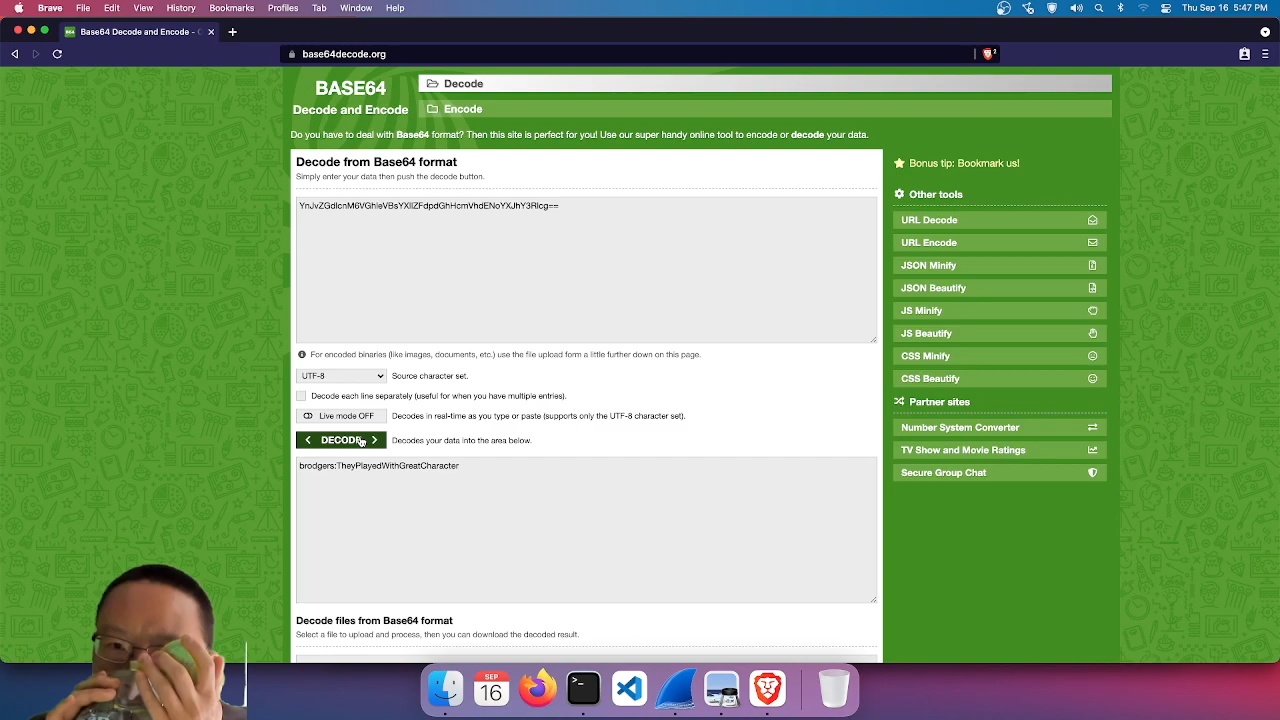 Brave File Edit View History Bookmarks Profiles Tab Window Help Thu Sep 16 5:47 PM
B64 Base64 Decode and Encode - O
base64decode.org 2
BASE64
Decode and Encode
Decode
Encode
Do you have to deal with Base64 format? Then this site is perfect for you! Use our super handy online tool to encode or decode your data.
Decode from Base64 format
Simply enter your data then push the decode button.
For encoded binaries (like images, documents, etc.) use the file upload form a little further down on this page.
UTF-8 Source character set.
Decode each line separately (useful for when you have multiple entries).
Live mode OFF Decodes in real-time as you type or paste (supports only the UTF-8 character set).
DECODE Decodes your data into the area below.
brodgers:TheyPlayedWithGreatCharacter
Decode files from Base64 format
Select a file to upload and process, then you can download the decoded result.
Bonus tip: Bookmark us!
Other tools
URL Decode
URL Encode
JSON Minify
JSON Beautify
JS Minify
JS Beautify
CSS Minify
CSS Beautify
Partner sites
Number System Converter
TV Show and Movie Ratings
Secure Group Chat
SEP
16